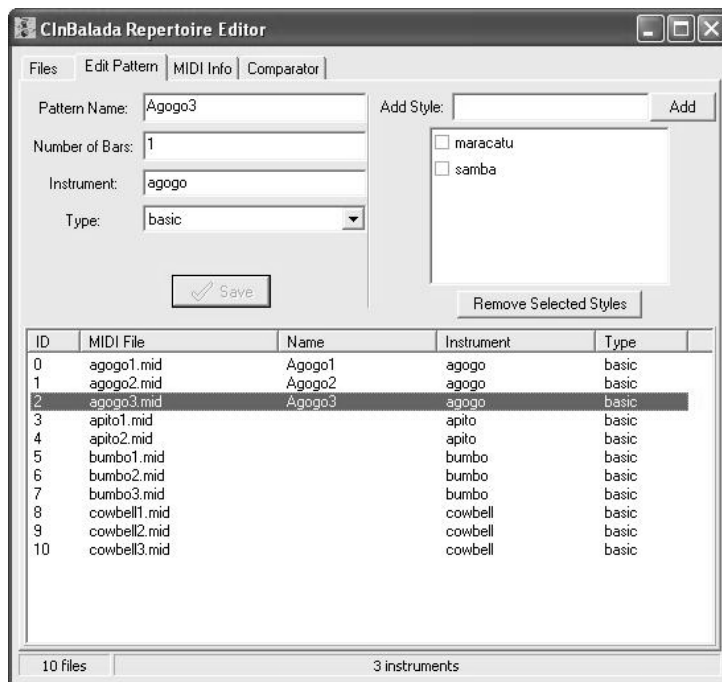 CInBalada Repertoire Editor
Files Edit Pattern MIDI Info Comparator
Pattern Name: Agogo3 Add Style: Add
Number of Bars: 1 maracatu
Instrument: agogo samba
Type: basic
Save Remove Selected Styles
ID MIDI File Name Instrument Type
0 agogo1.mid Agogo1 agogo basic
1 agogo2.mid Agogo2 agogo basic
2 agogo3.mid Agogo3 agogo basic
3 apito1.mid apito basic
4 apito2.mid apito basic
5 bumbo1.mid bumbo basic
6 bumbo2.mid bumbo basic
7 bumbo3.mid bumbo basic
8 cowbell1.mid cowbell basic
9 cowbell2.mid cowbell basic
10 cowbell3.mid cowbell basic
10 files 3 instruments